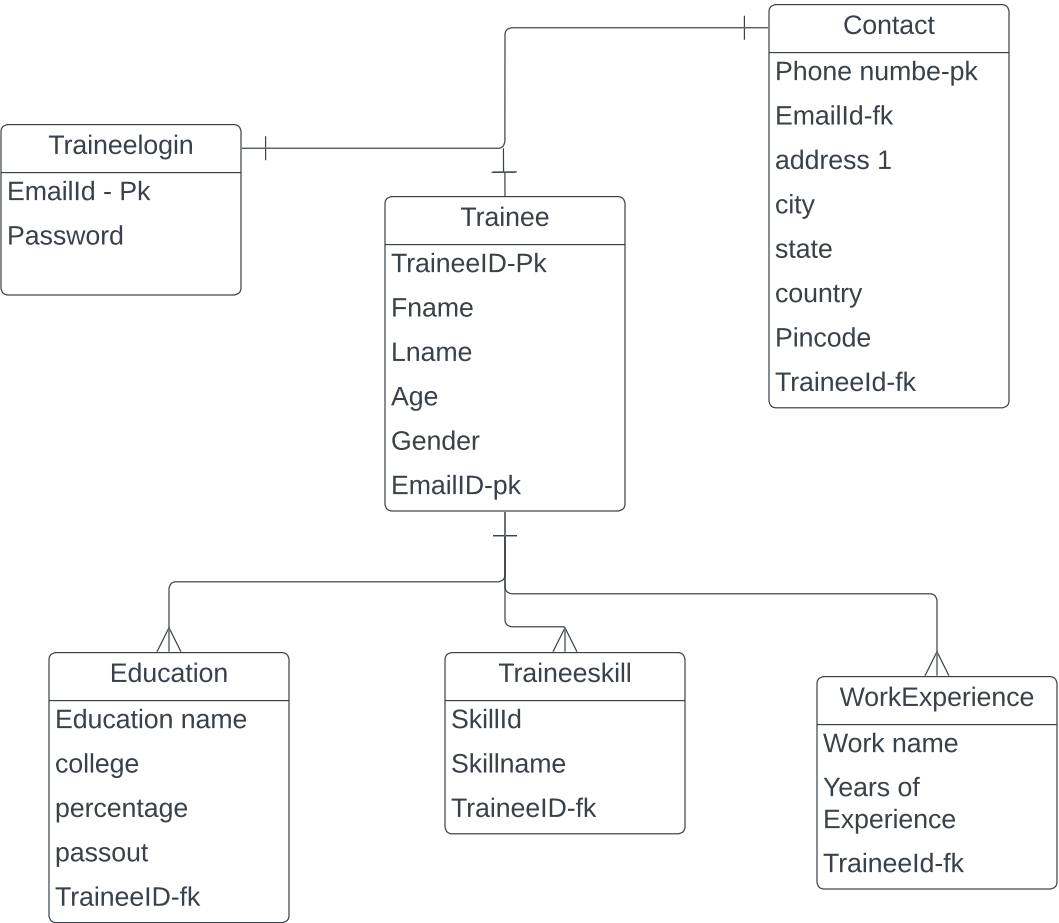 Contact
Phone numbe-pk
EmailId-fk
address 1
city
state
country
Pincode
TraineeId-fk
Traineelogin
EmailId - Pk
Password
Trainee
TraineeID-Pk
Fname
Lname
Age
Gender
EmailID-pk
Education
Education name
college
percentage
passout
TraineeID-fk
Traineeskill
SkillId
Skillname
TraineeID-fk
WorkExperience
Work name
Years of
Experience
TraineeId-fk